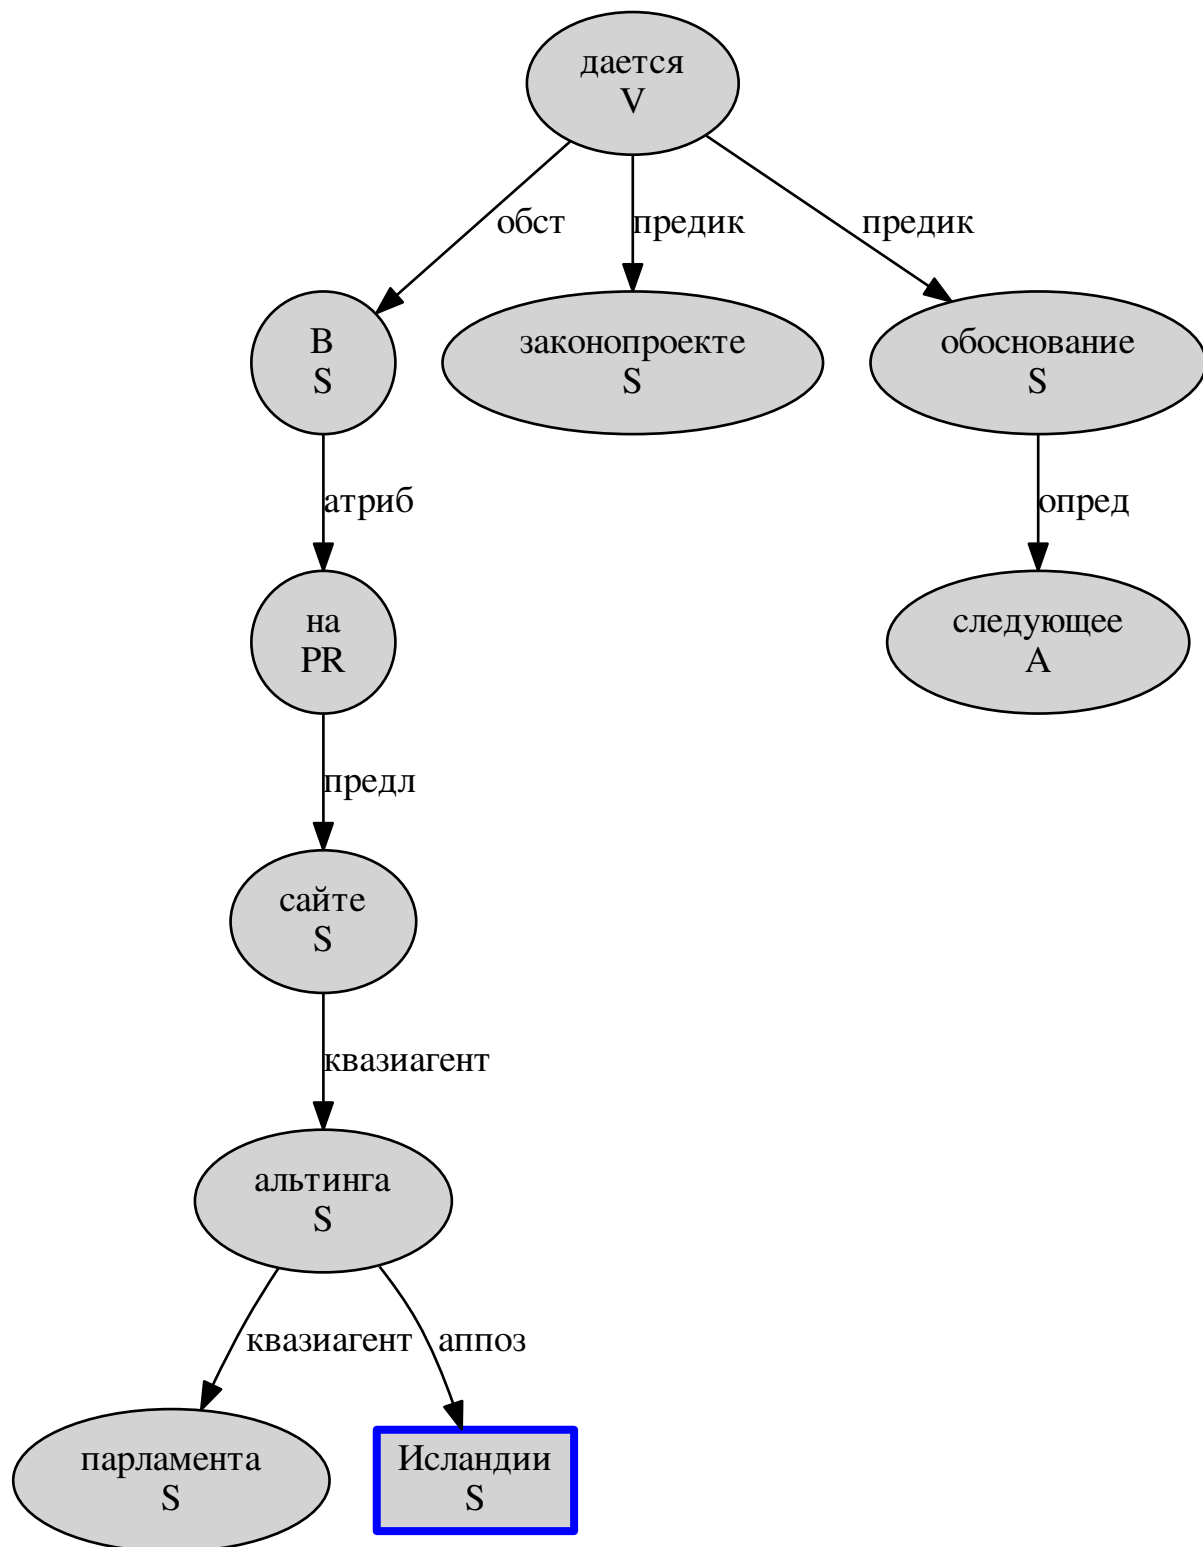 дается
V
обст
предик
предик
В
S
законопроекте
S
обоснование
S
атриб
опред
на
PR
следующее
A
предл
сайте
S
квазиагент
альтинга
S
квазиагент
аппоз
парламента
S
Исландии
S